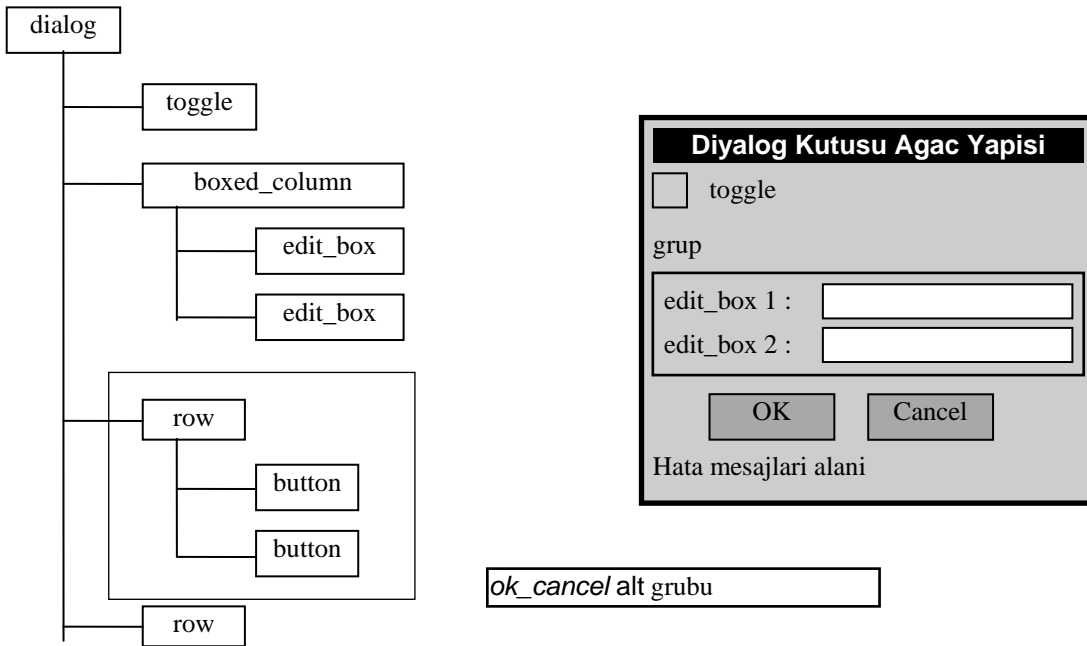 dialog
toggle
boxed_column
edit_box
edit_box
row
button
button
row
Diyalog Kutusu Agac Yapisi
toggle
grup
edit_box 1 :
edit_box 2 :
OK Cancel
Hata mesajlari alani
ok_cancel alt grubu